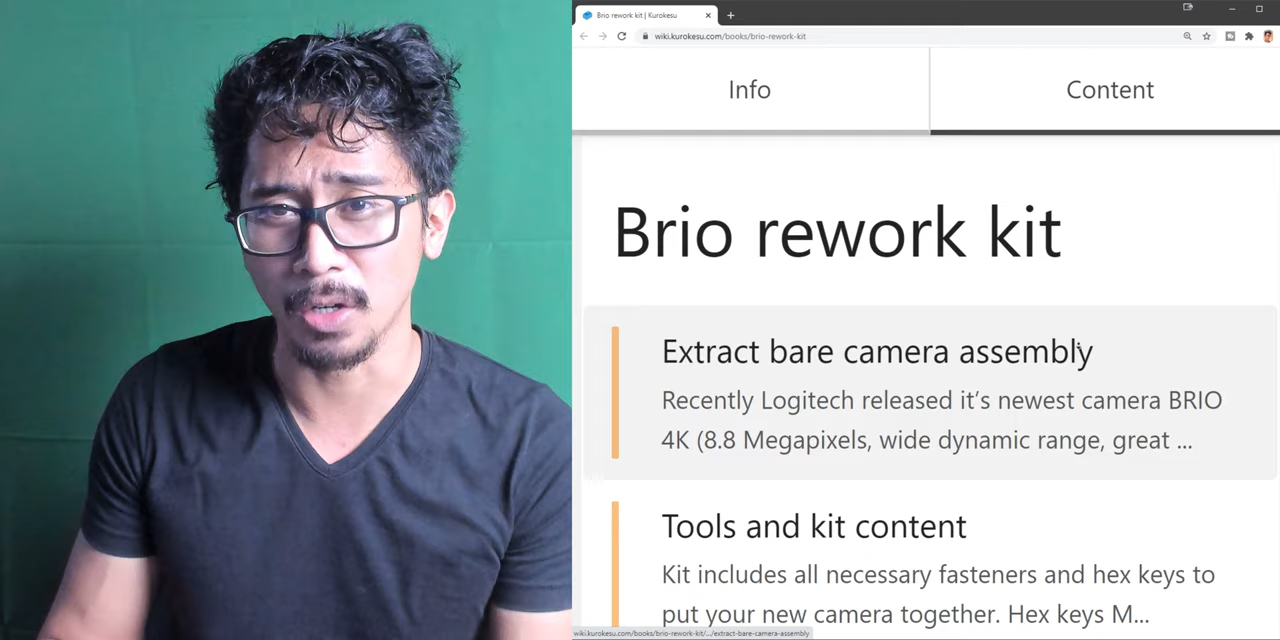 Brio rework kit | Kurokesu
wiki.kurokesu.com/books/brio-rework-kit
Info
Content
Brio rework kit
Extract bare camera assembly
Recently Logitech released it’s newest camera BRIO
4K (8.8 Megapixels, wide dynamic range, great ...
Tools and kit content
Kit includes all necessary fasteners and hex keys to
put your new camera together. Hex keys M...
wiki.kurokesu.com/books/brio-rework-kit/.../extract-bare-camera-assembly